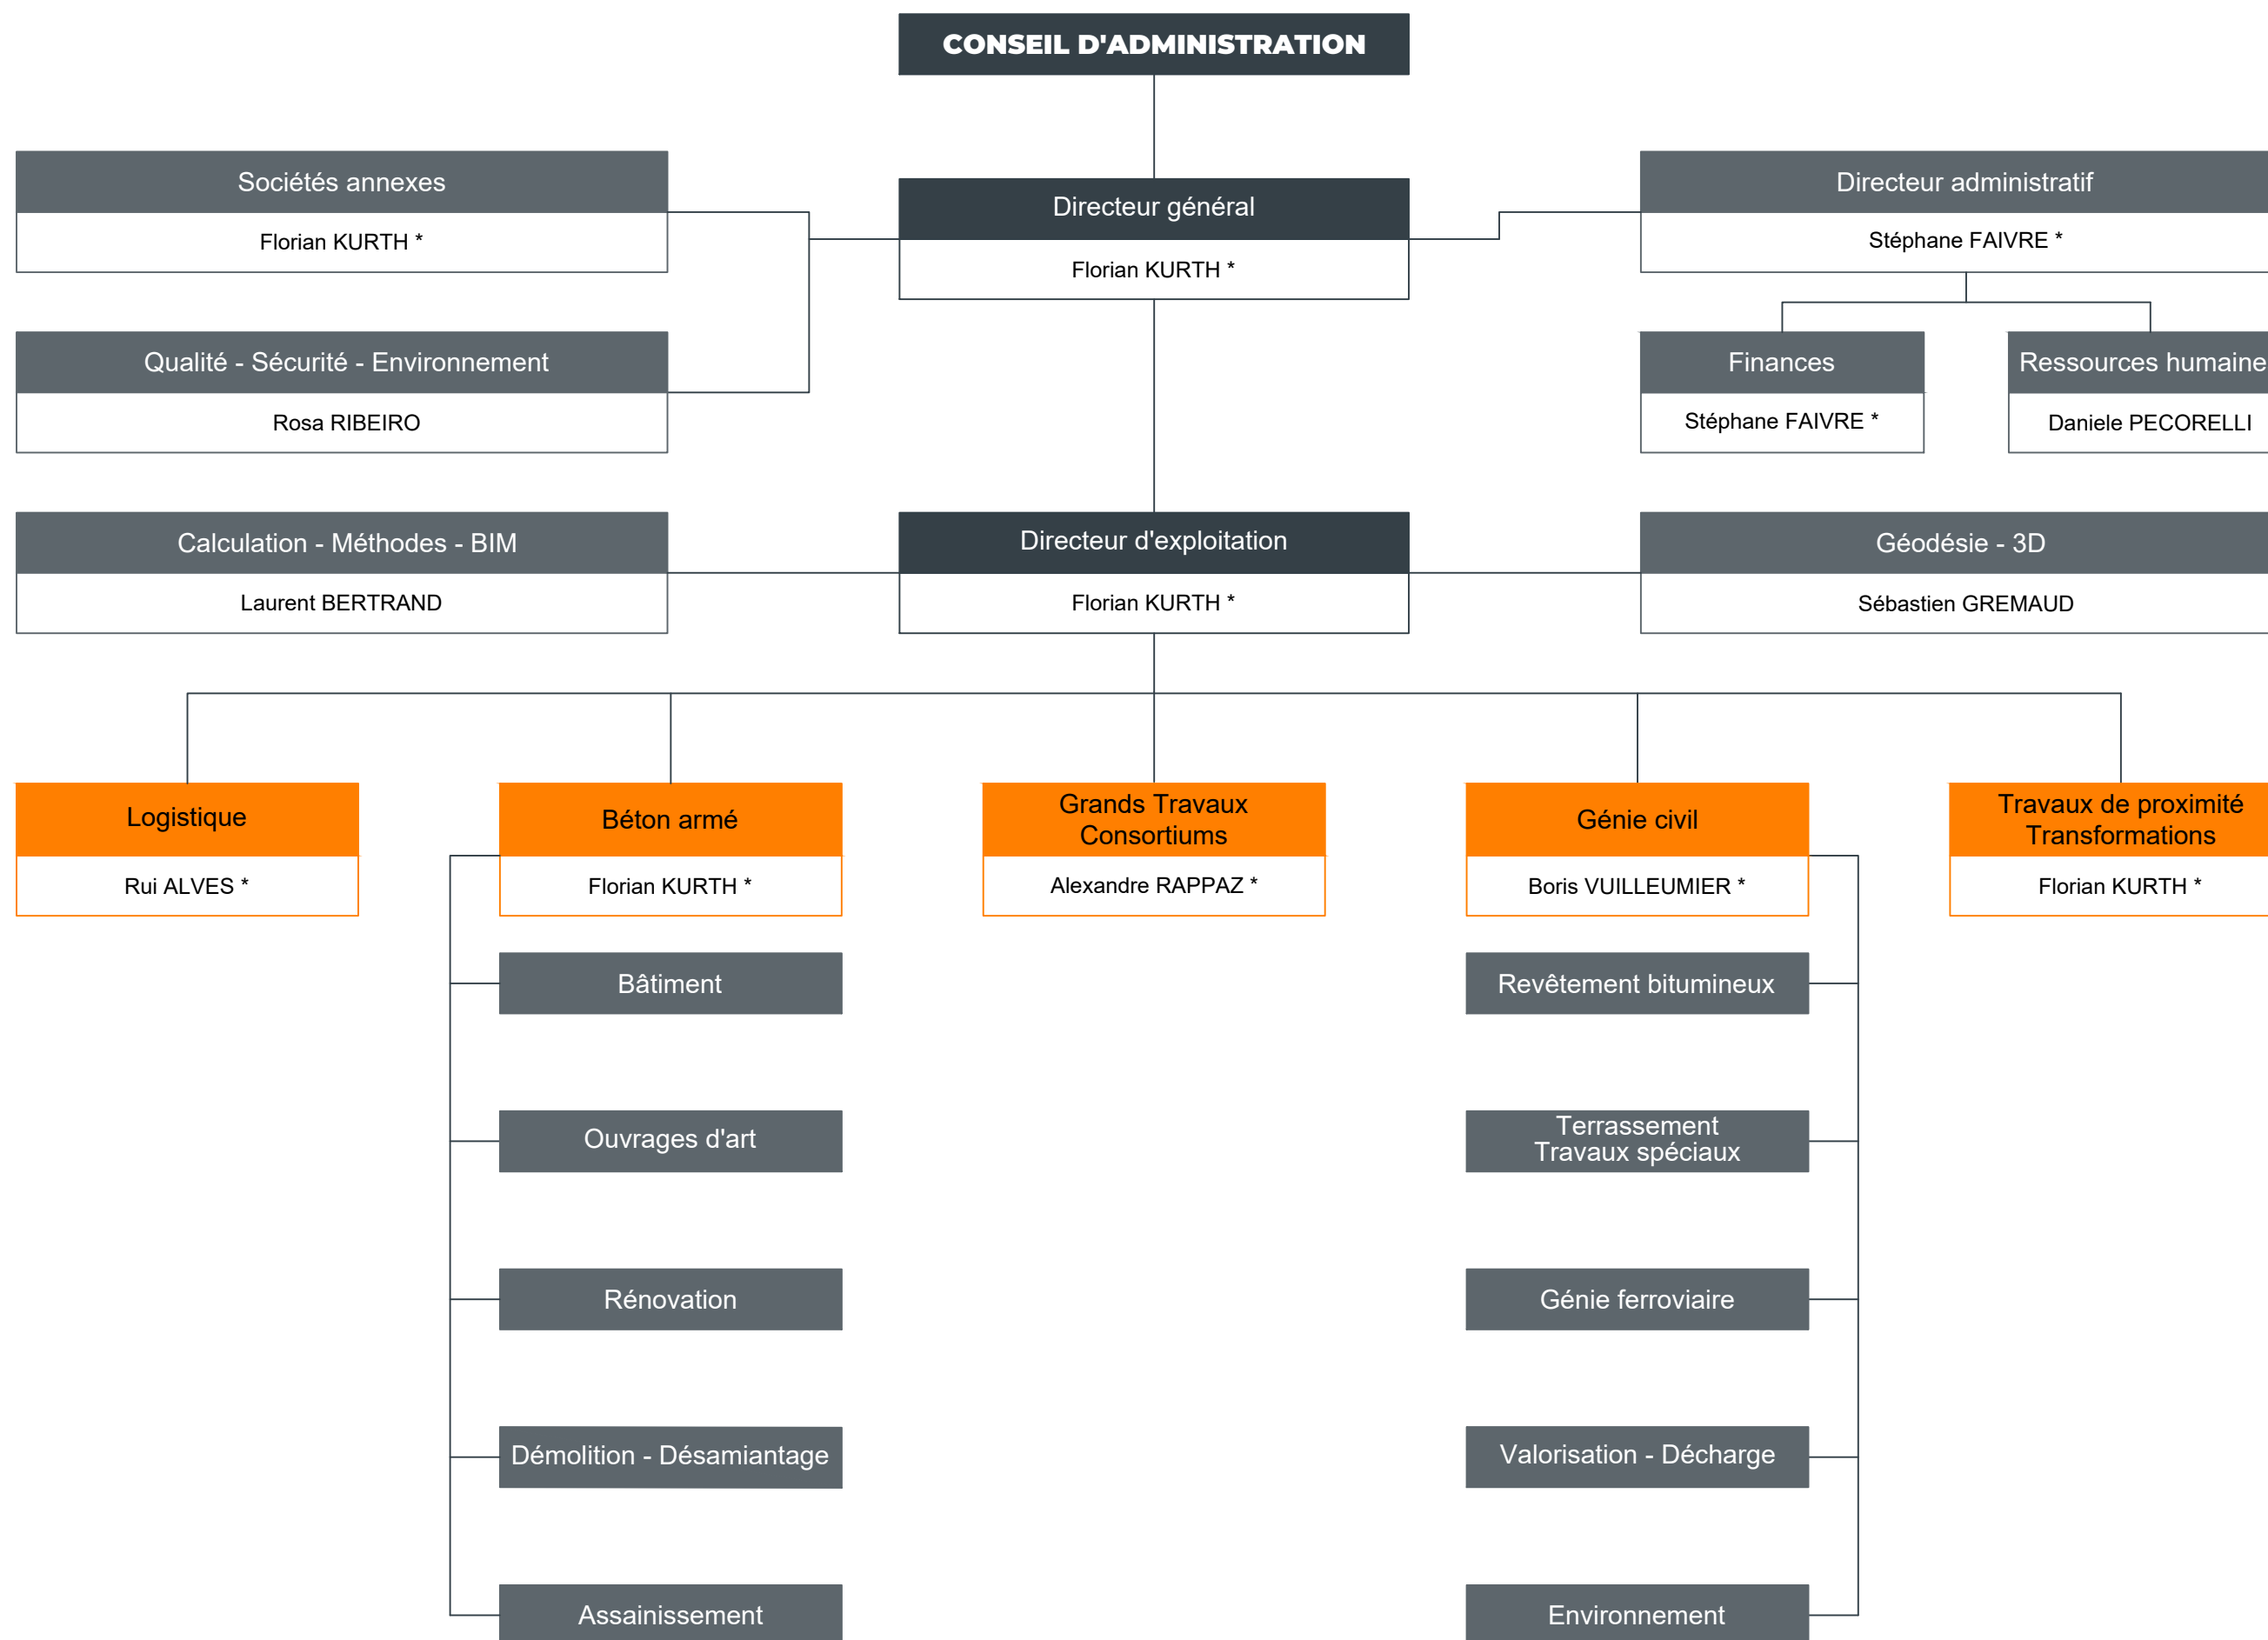 CONSEIL D'ADMINISTRATION
Sociétés annexes
Florian KURTH *
Directeur général
Florian KURTH *
Directeur administratif
Stéphane FAIVRE *
Qualité - Sécurité - Environnement
Rosa RIBEIRO
Finances
Stéphane FAIVRE *
Ressources humaine
Daniele PECORELLI
Calculation - Méthodes - BIM
Laurent BERTRAND
Directeur d'exploitation
Florian KURTH *
Géodésie - 3D
Sébastien GREMAUD
Logistique
Rui ALVES *
Béton armé
Florian KURTH *
Grands Travaux
Consortiums
Alexandre RAPPAZ *
Génie civil
Boris VUILLEUMIER *
Travaux de proximité
Transformations
Florian KURTH *
Bâtiment
Ouvrages d'art
Rénovation
Démolition - Désamiantage
Assainissement
Revêtement bitumineux
Terrassement
Travaux spéciaux
Génie ferroviaire
Valorisation - Décharge
Environnement